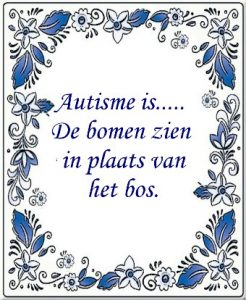 Autisme is.....
De bomen zien
in plaats van
het bos.